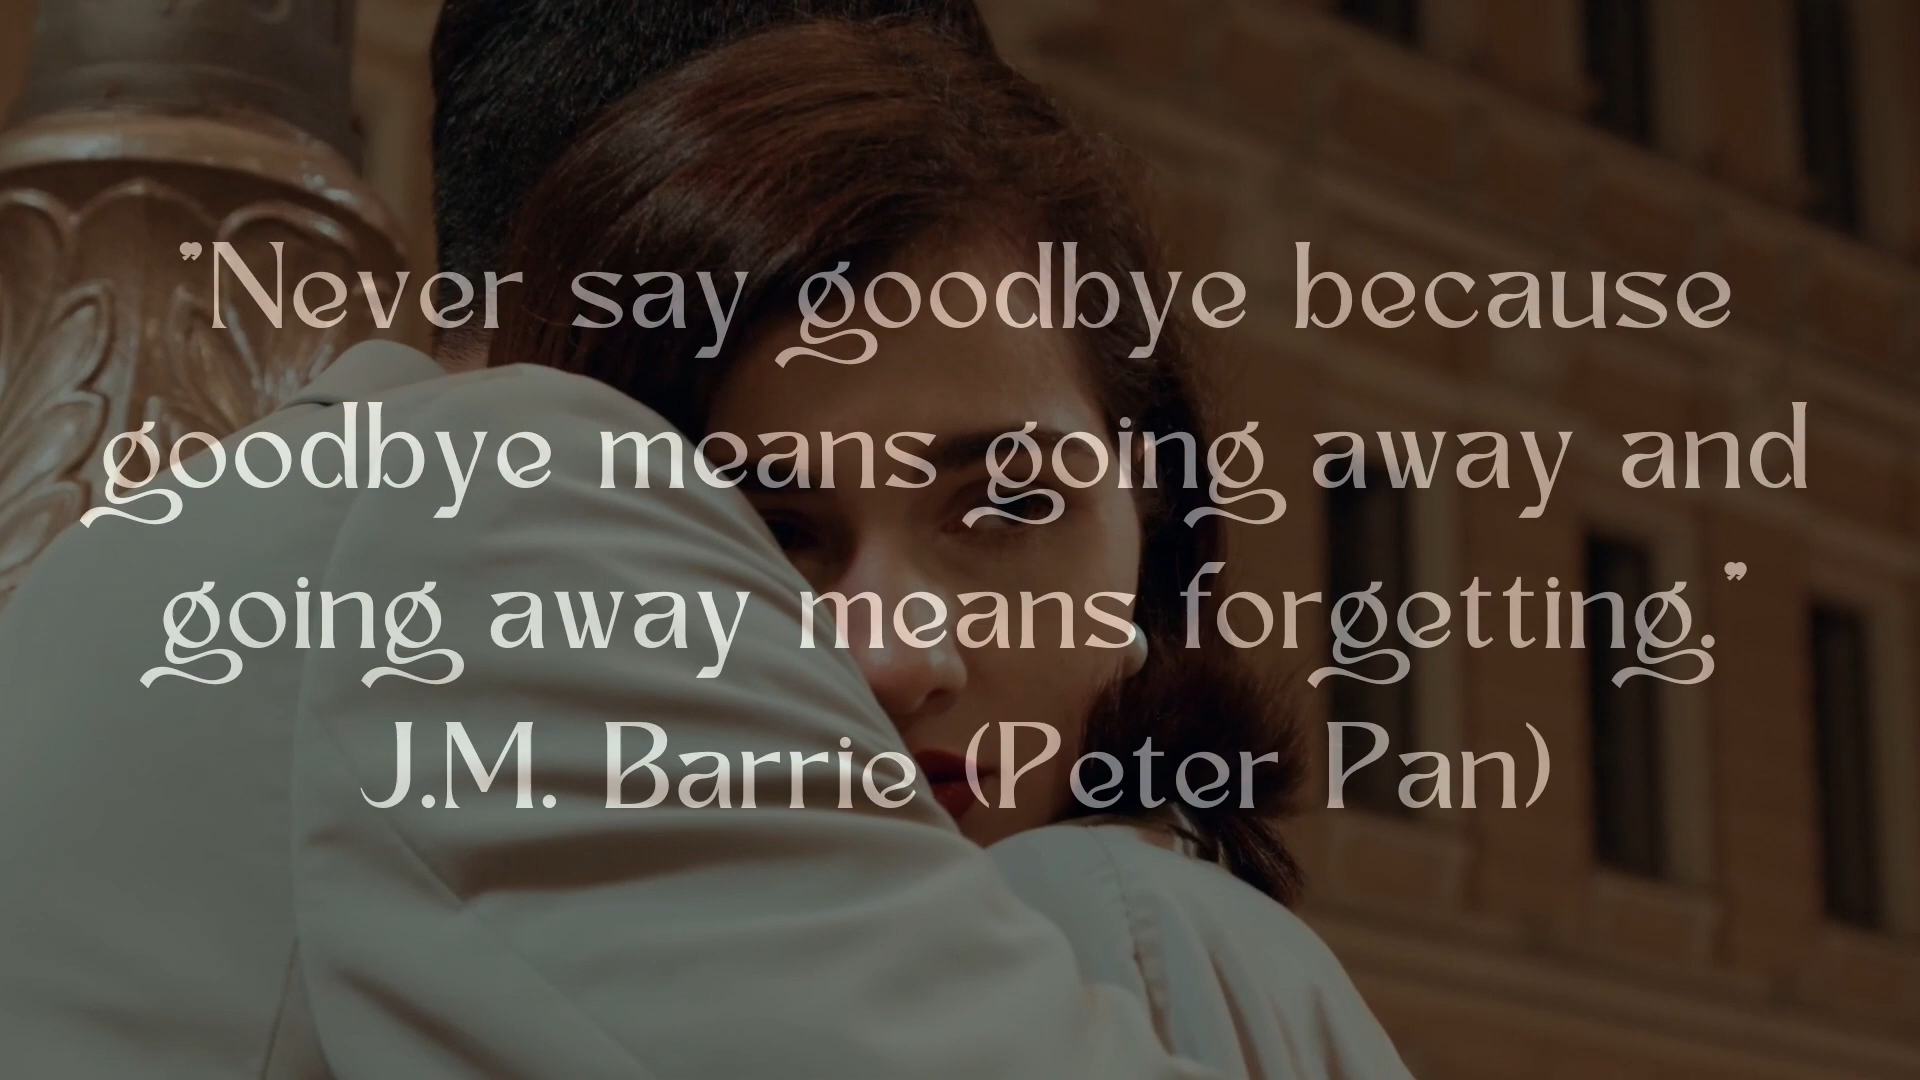 "Never say goodbye because
goodbye means going away and
going away means forgetting."
J.M. Barrie (Peter Pan)